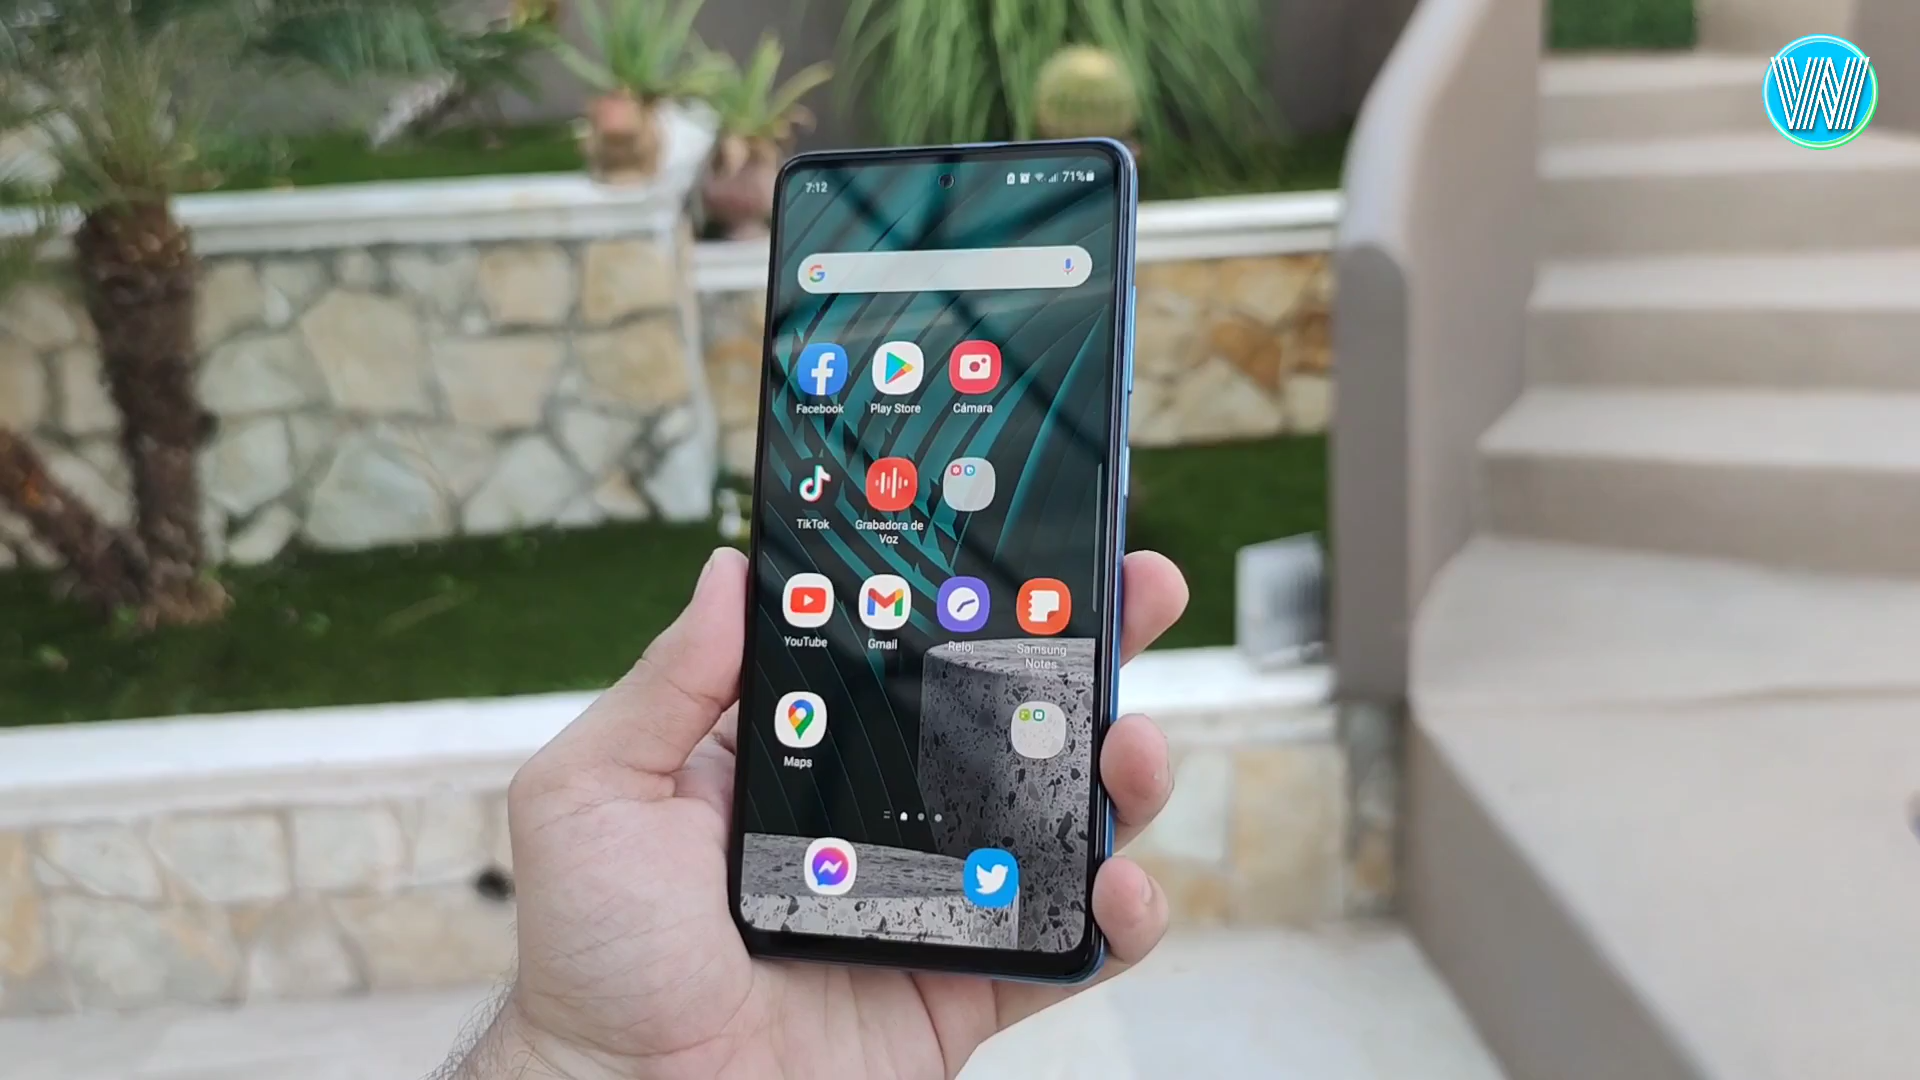 7:12
71%
Facebook
Play Store
Cámara
TikTok
Grabadora de
Voz
YouTube
Gmail
Reloj
Samsung
Notes
Maps
W